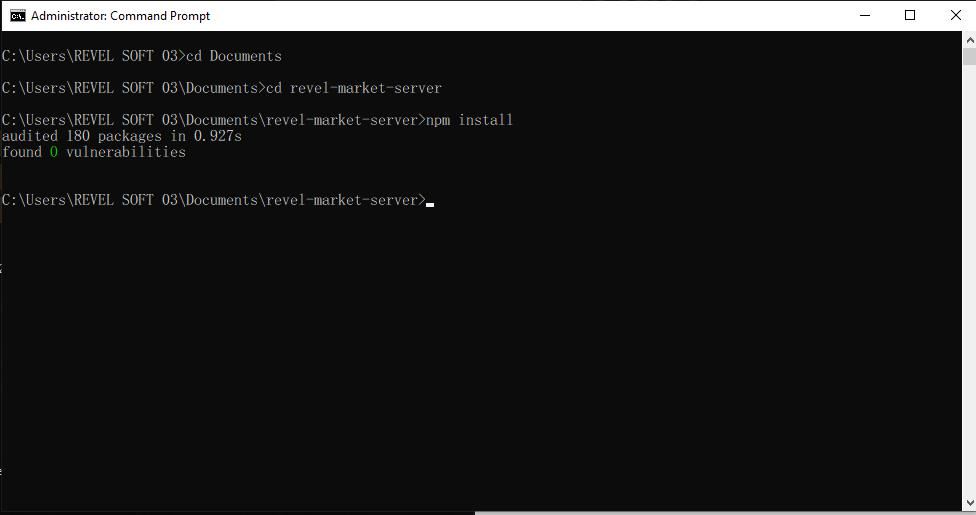 Administrator: Command Prompt
C:\Users\REVEL SOFT 03>cd Documents
C:\Users\REVEL SOFT 03\Documents>cd revel-market-server
C:\Users\REVEL SOFT 03\Documents\revel-market-server>npm install
audited 180 packages in 0.927s
found 0 vulnerabilities
C:\Users\REVEL SOFT 03\Documents\revel-market-server>